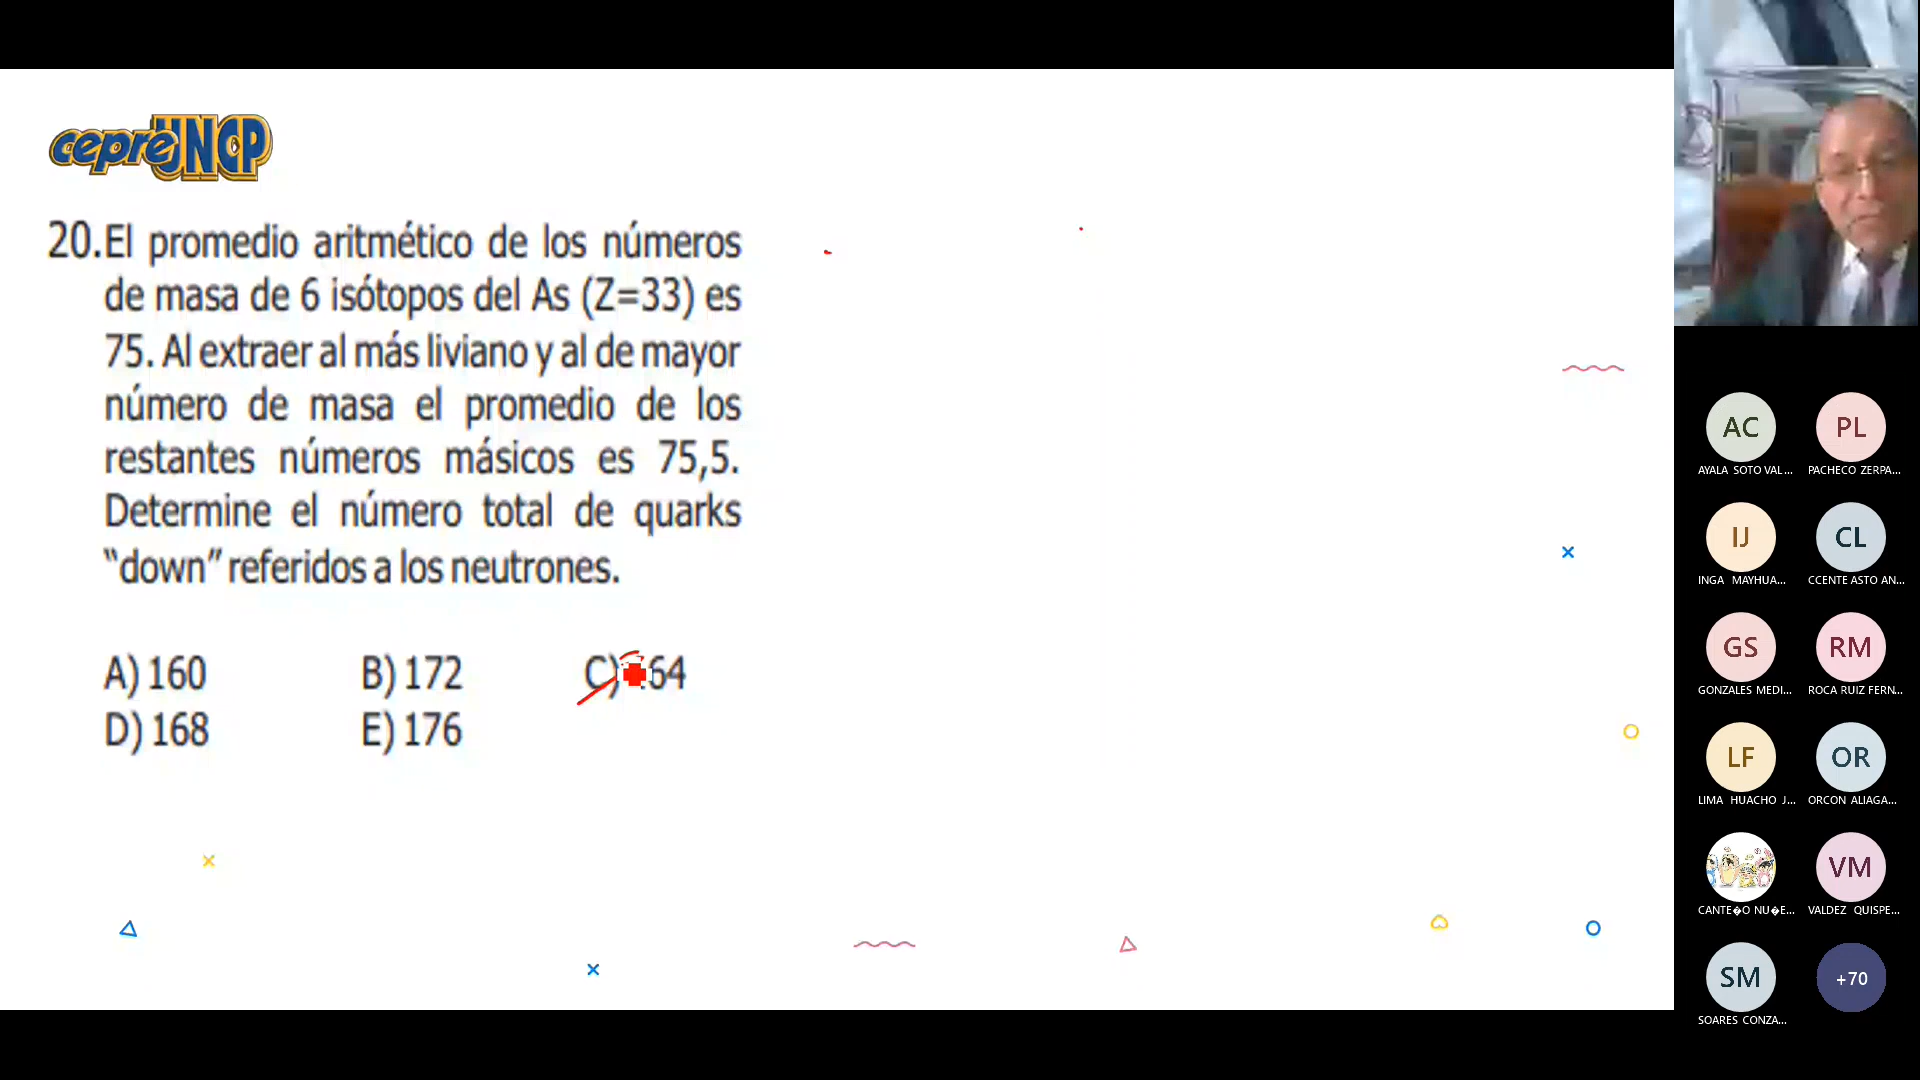 cepreUNCP
20.El promedio aritmético de los números
de masa de 6 isótopos del As (Z=33) es
75. Al extraer al más liviano y al de mayor
número de masa el promedio de los
restantes números másicos es 75,5.
Determine el número total de quarks
“down” referidos a los neutrones.
A) 160 B) 172 C) 64
D) 168 E) 176
AC PL
AYALA SOTO VAL... PACHECO ZERPA...
IJ CL
INGA MAYHUA... CCENTE ASTO AN...
GS RM
GONZALES MEDI... ROCA RUIZ FERN...
LF OR
LIMA HUACHO J... ORCON ALIAGA...
VM
CANTE�O NU�E... VALDEZ QUISPE...
SM +70
SOARES CONZA...